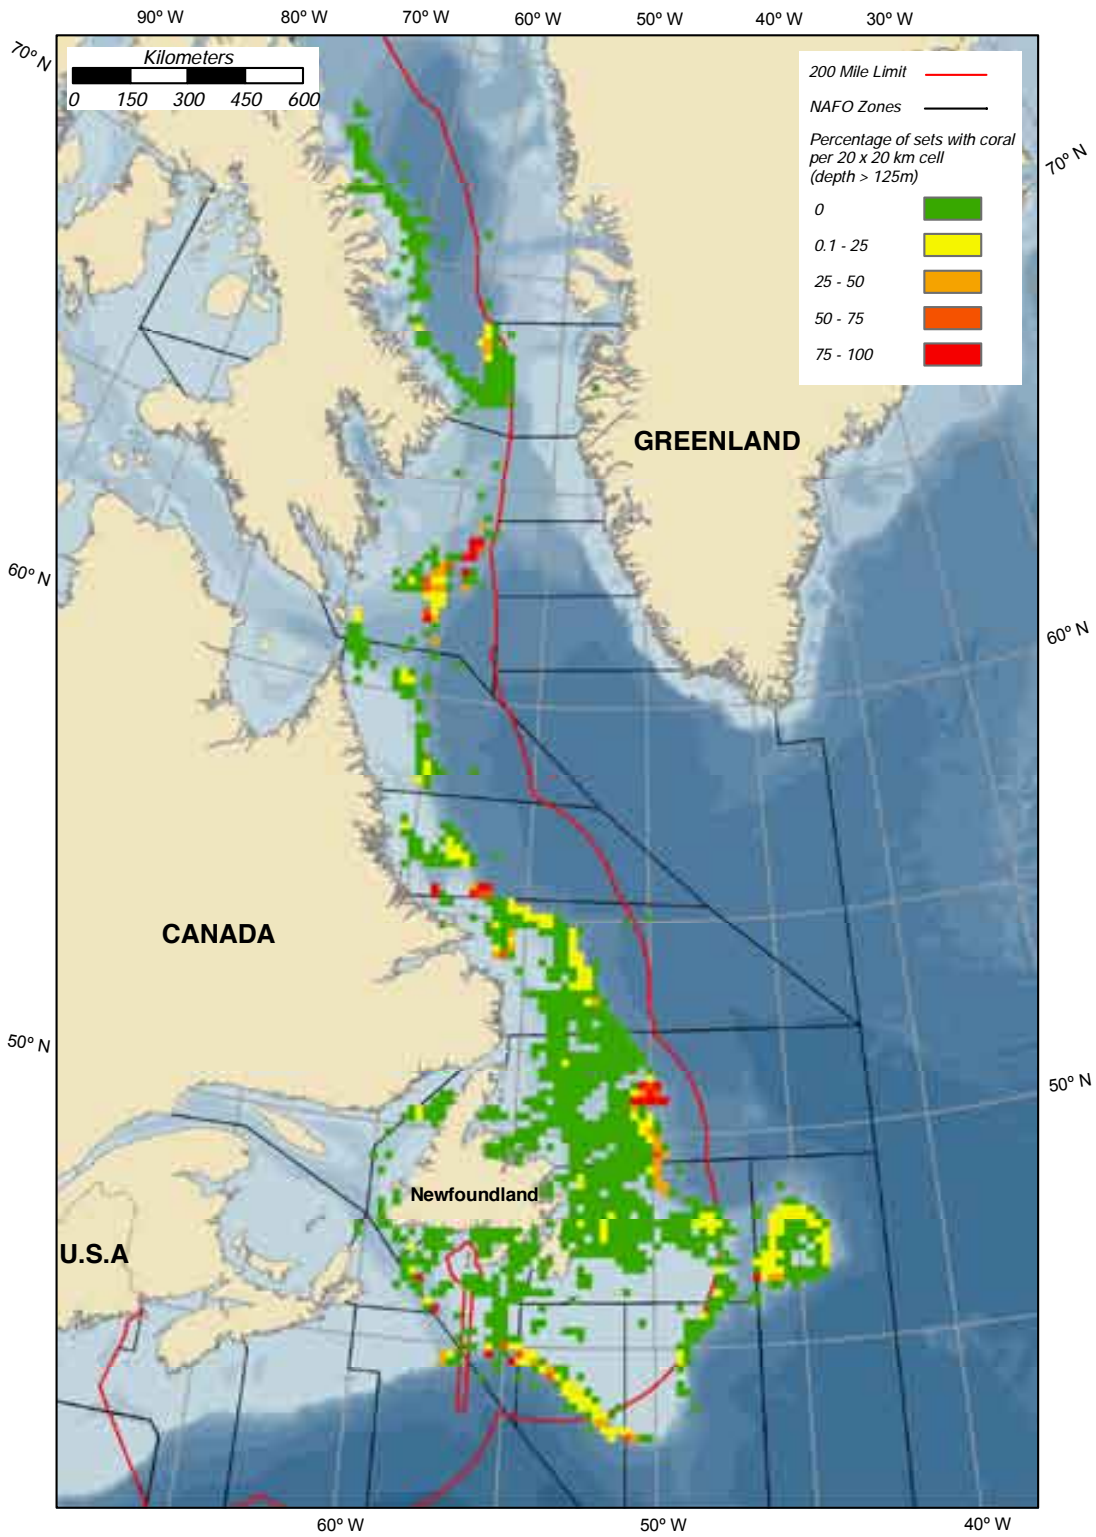 90° W 80° W 70° W 60° W 50° W 40° W 30° W
70° N
Kilometers
0 150 300 450 600
200 Mile Limit
NAFO Zones
Percentage of sets with coral
per 20 x 20 km cell
(depth > 125m)
0
0.1 - 25
25 - 50
50 - 75
75 - 100
70° N
GREENLAND
60° N
60° N
CANADA
50° N
50° N
Newfoundland
U.S.A
60° W 50° W 40° W